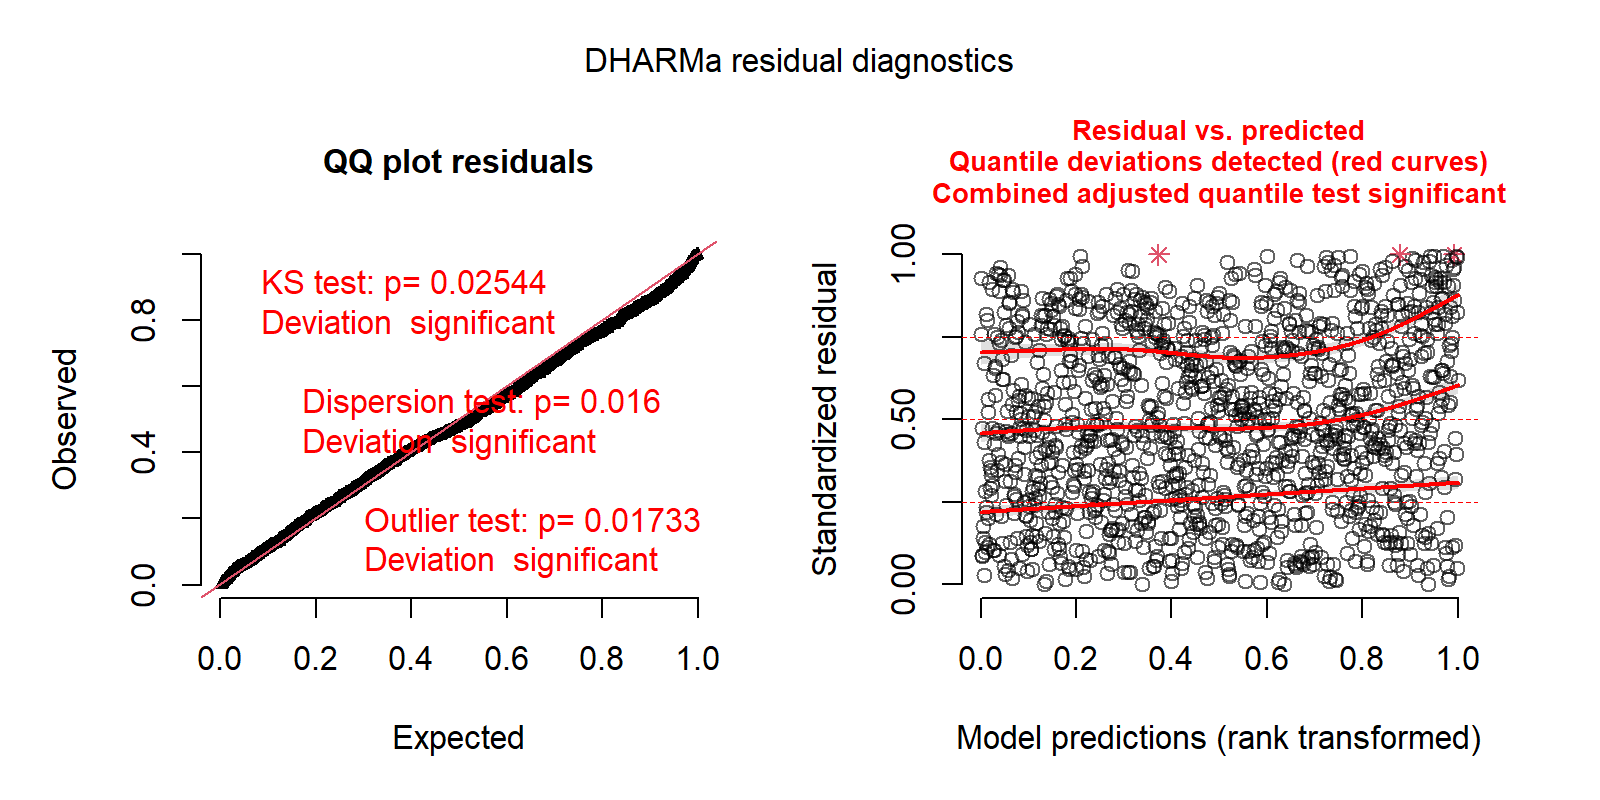 DHARMa residual diagnostics
QQ plot residuals
KS test: p= 0.02544
Deviation  significant
Dispersion test: p= 0.016
Deviation  significant
Outlier test: p= 0.01733
Deviation  significant
Observed
0.0
0.4
0.8
0.0 0.2 0.4 0.6 0.8 1.0
Expected
Residual vs. predicted
Quantile deviations detected (red curves)
Combined adjusted quantile test significant
Standardized residual
0.00
0.50
1.00
0.0 0.2 0.4 0.6 0.8 1.0
Model predictions (rank transformed)